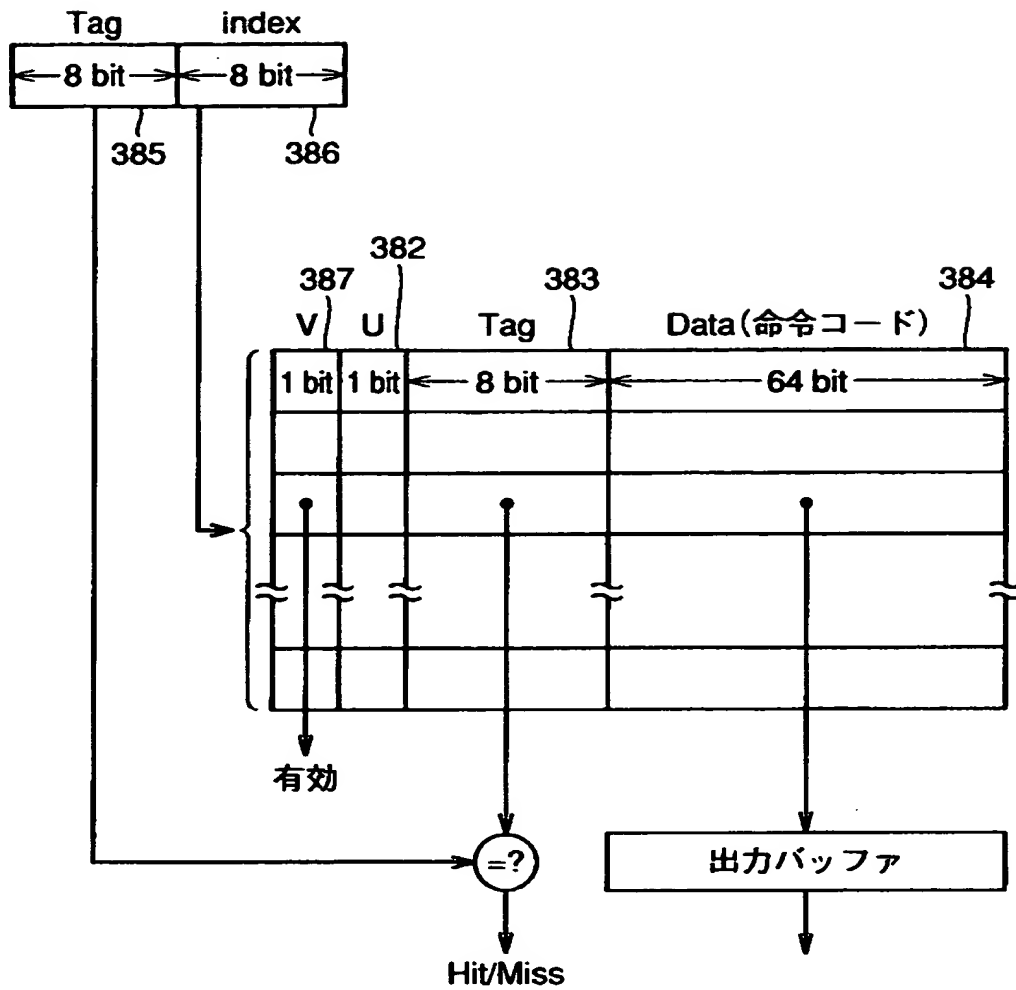 Tag index
8 bit 8 bit
385 386
382
387 383 384
V U Tag Data(命令コード)
1 bit 1 bit 8 bit 64 bit
有効
=? 出力バッファ
Hit/Miss